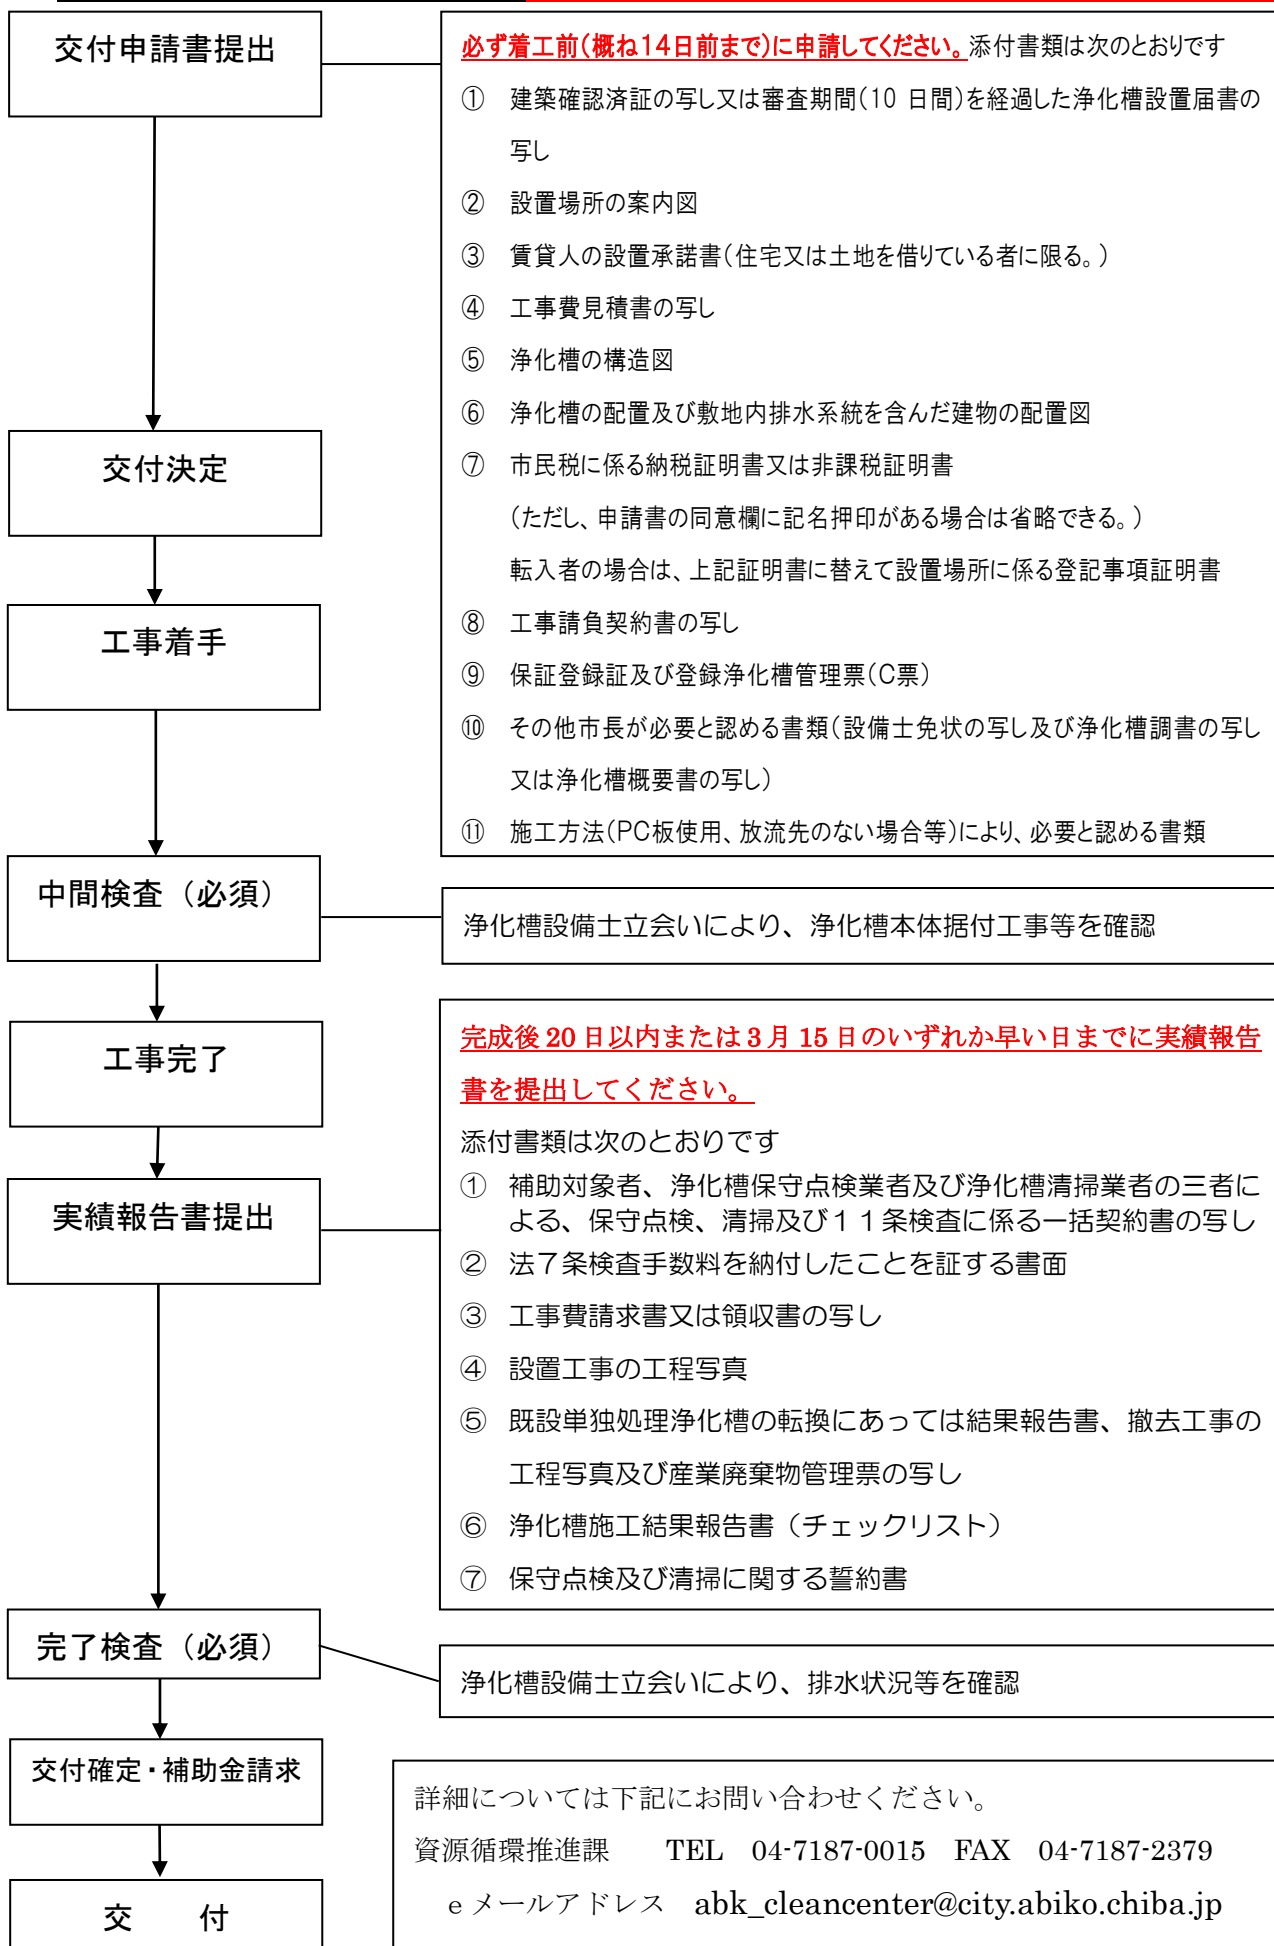 交付申請書提出
必ず着工前(概ね14日前まで)に申請してください。添付書類は次のとおりです
① 建築確認済証の写し又は審査期間(10 日間)を経過した浄化槽設置届書の
写し
② 設置場所の案内図
③ 賃貸人の設置承諾書(住宅又は土地を借りている者に限る。)
④ 工事費見積書の写し
⑤ 浄化槽の構造図
⑥ 浄化槽の配置及び敷地内排水系統を含んだ建物の配置図
⑦ 市民税に係る納税証明書又は非課税証明書
(ただし、申請書の同意欄に記名押印がある場合は省略できる。)
転入者の場合は、上記証明書に替えて設置場所に係る登記事項証明書
⑧ 工事請負契約書の写し
⑨ 保証登録証及び登録浄化槽管理票(C票)
⑩ その他市長が必要と認める書類(設備士免状の写し及び浄化槽調書の写し
又は浄化槽概要書の写し)
⑪ 施工方法(PC板使用、放流先のない場合等)により、必要と認める書類
交付決定
工事着手
中間検査(必須)
浄化槽設備士立会いにより、浄化槽本体据付工事等を確認
工事完了
完成後 20 日以内または 3 月 15 日のいずれか早い日までに実績報告
書を提出してください。
添付書類は次のとおりです
① 補助対象者、浄化槽保守点検業者及び浄化槽清掃業者の三者に
よる、保守点検、清掃及び11条検査に係る一括契約書の写し
② 法7条検査手数料を納付したことを証する書面
③ 工事費請求書又は領収書の写し
④ 設置工事の工程写真
⑤ 既設単独処理浄化槽の転換にあっては結果報告書、撤去工事の
工程写真及び産業廃棄物管理票の写し
⑥ 浄化槽施工結果報告書(チェックリスト)
⑦ 保守点検及び清掃に関する誓約書
実績報告書提出
完了検査(必須)
浄化槽設備士立会いにより、排水状況等を確認
交付確定・補助金請求
詳細については下記にお問い合わせください。
資源循環推進課 TEL 04-7187-0015 FAX 04-7187-2379
e メールアドレス abk_cleancenter@city.abiko.chiba.jp
交 付